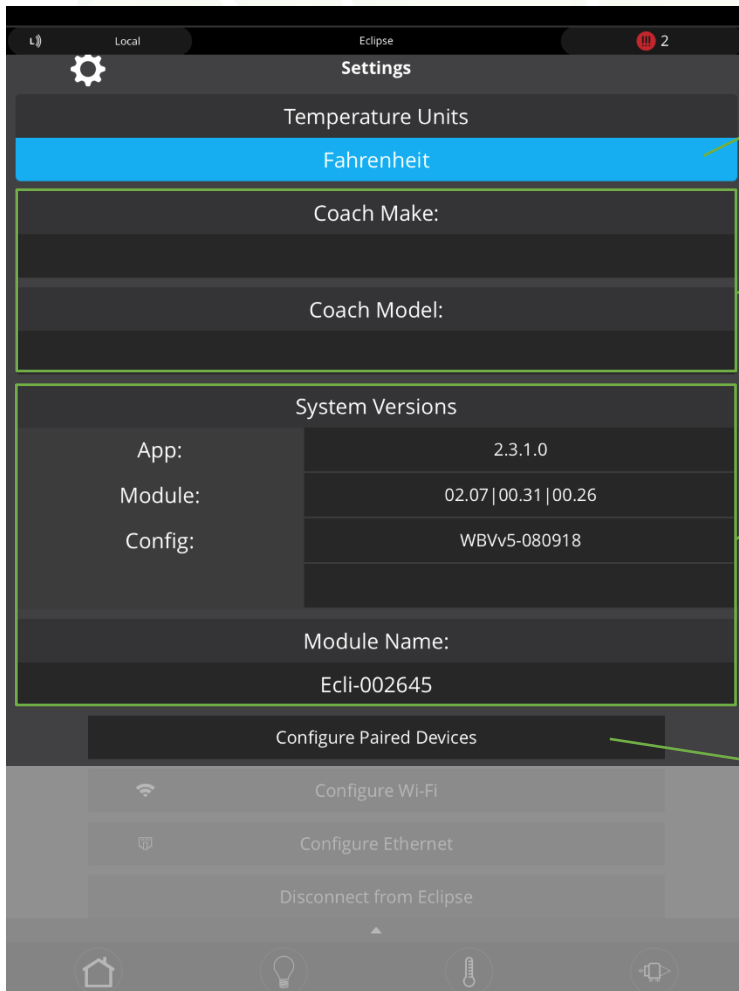 L Local Eclipse !!! 2
Settings
Temperature Units
Fahrenheit
Coach Make:
Coach Model:
System Versions
App: 2.3.1.0
Module: 02.07|00.31|00.26
Config: WBVv5-080918
Module Name:
Ecli-002645
Configure Paired Devices
Configure Wi-Fi
Configure Ethernet
Disconnect from Eclipse